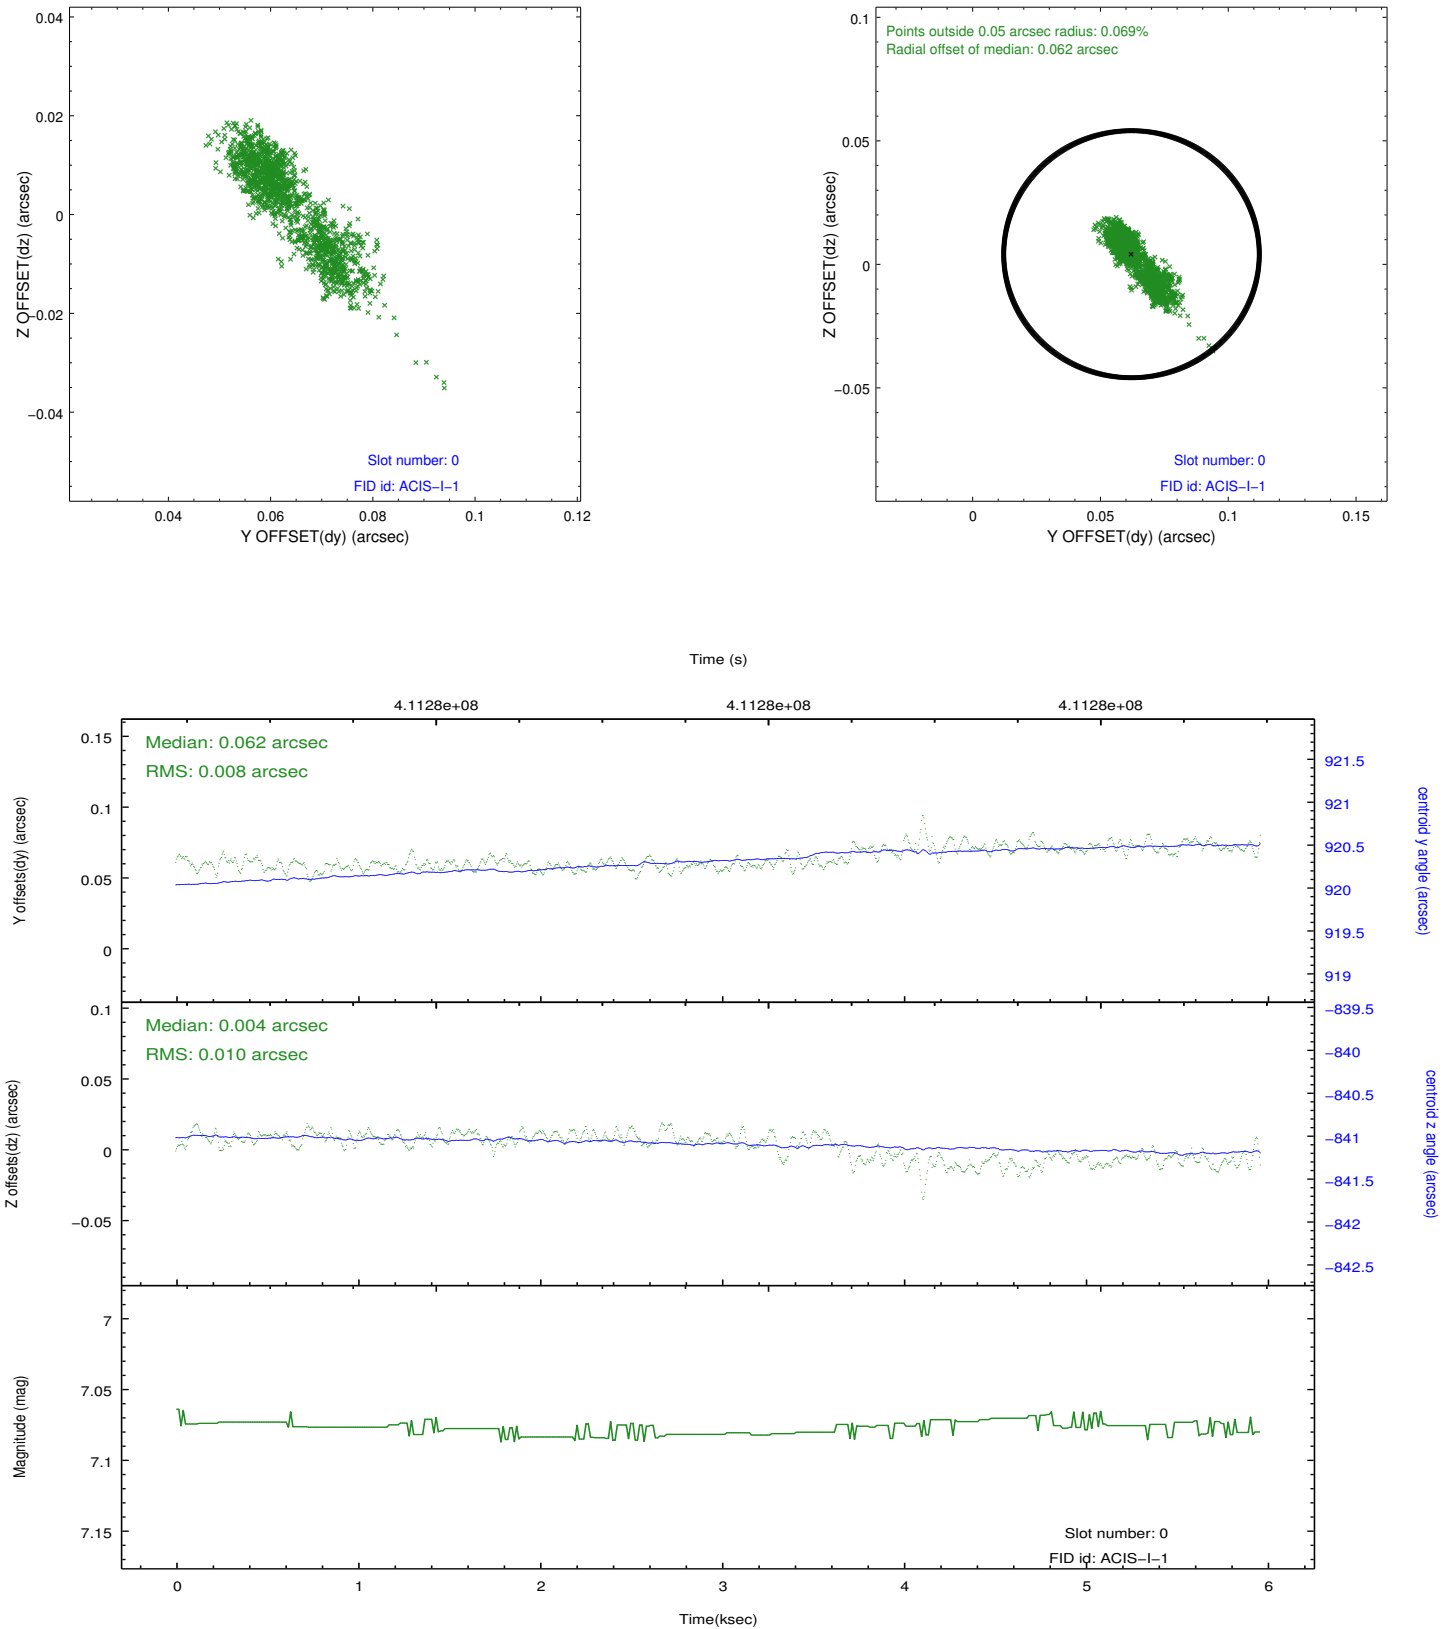 0.04
0.02
0
−0.02
−0.04
Z OFFSET(dz) (arcsec)
Slot number: 0
FID id: ACIS−I−1
0.04 0.06 0.08 0.1 0.12
Y OFFSET(dy) (arcsec)
Points outside 0.05 arcsec radius: 0.069%
Radial offset of median: 0.062 arcsec
0.1
0.05
0
−0.05
Z OFFSET(dz) (arcsec)
Slot number: 0
FID id: ACIS−I−1
0 0.05 0.1 0.15
Y OFFSET(dy) (arcsec)
Time (s)
4.1128e+08 4.1128e+08 4.1128e+08
Median: 0.062 arcsec
RMS: 0.008 arcsec
0.15
0.1
0.05
0
Y offsets(dy) (arcsec)
921.5
921
920.5
920
919.5
919
centroid y angle (arcsec)
Median: 0.004 arcsec
RMS: 0.010 arcsec
0.1
0.05
0
−0.05
Z offsets(dz) (arcsec)
−839.5
−840
−840.5
−841
−841.5
−842
−842.5
centroid z angle (arcsec)
7
7.05
7.1
7.15
Magnitude (mag)
Slot number: 0
FID id: ACIS−I−1
0 1 2 3 4 5 6
Time(ksec)